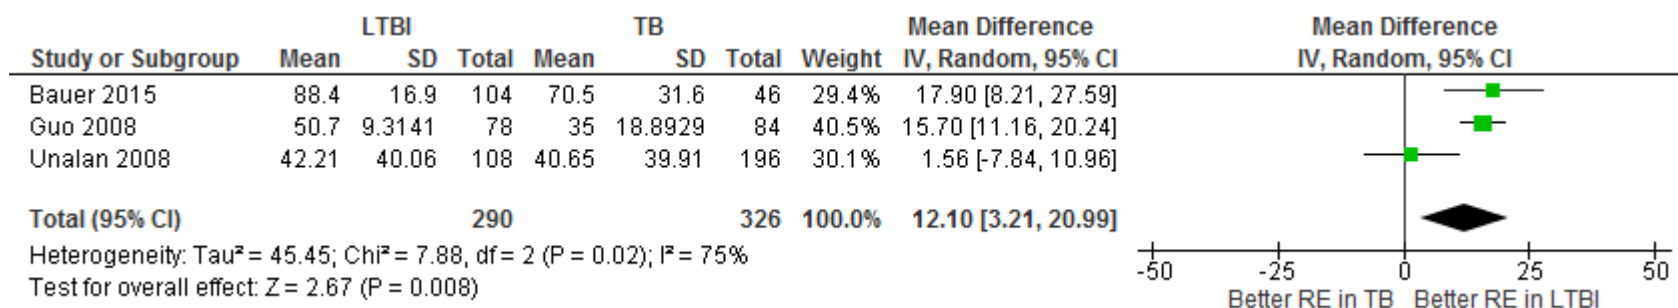 LTBI TB Mean Difference Mean Difference
Study or Subgroup Mean SD Total Mean SD Total Weight IV, Random, 95% CI IV, Random, 95% CI
Bauer 2015 88.4 16.9 104 70.5 31.6 46 29.4% 17.90 [8.21, 27.59]
Guo 2008 50.7 9.3141 78 35 18.8929 84 40.5% 15.70 [11.16, 20.24]
Unalan 2008 42.21 40.06 108 40.65 39.91 196 30.1% 1.56 [-7.84, 10.96]
Total (95% CI) 290 326 100.0% 12.10 [3.21, 20.99]
Heterogeneity: Tau² = 45.45; Chi² = 7.88, df = 2 (P = 0.02); I² = 75%
Test for overall effect: Z = 2.67 (P = 0.008)
-50 -25 0 25 50
Better RE in TB Better RE in LTBI